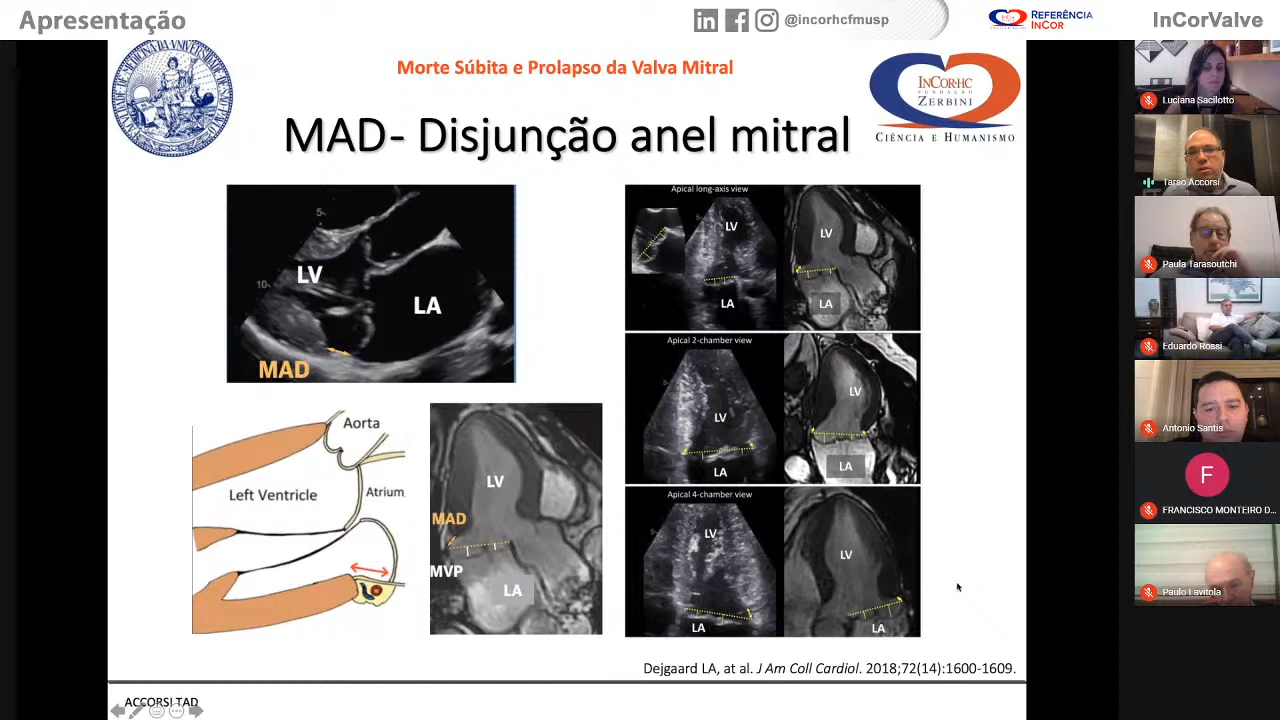 Apresentação
@incorhcfmusp
REFERÊNCIA
INCOR
InCorValve
Morte Súbita e Prolapso da Valva Mitral
INCOR·HC
FUNDAÇÃO
ZERBINI
CIÊNCIA E HUMANISMO
MAD- Disjunção anel mitral
5
10
LV
LA
MAD
Aorta
Left Ventricle
Atrium
LV
MAD
MVP
LA
Apical long-axis view
LV
LV
LA
LA
Apical 2-chamber view
LV
LV
LA
LA
Apical 4-chamber view
LV
LV
LA
LA
Dejgaard LA, at al. J Am Coll Cardiol. 2018;72(14):1600-1609.
ACCORSI TAD
Luciana Sacilotto
Tarso Accorsi
Paula Tarasoutchi
Eduardo Rossi
Antonio Santis
F
FRANCISCO MONTEIRO D...
Paulo Lavitola